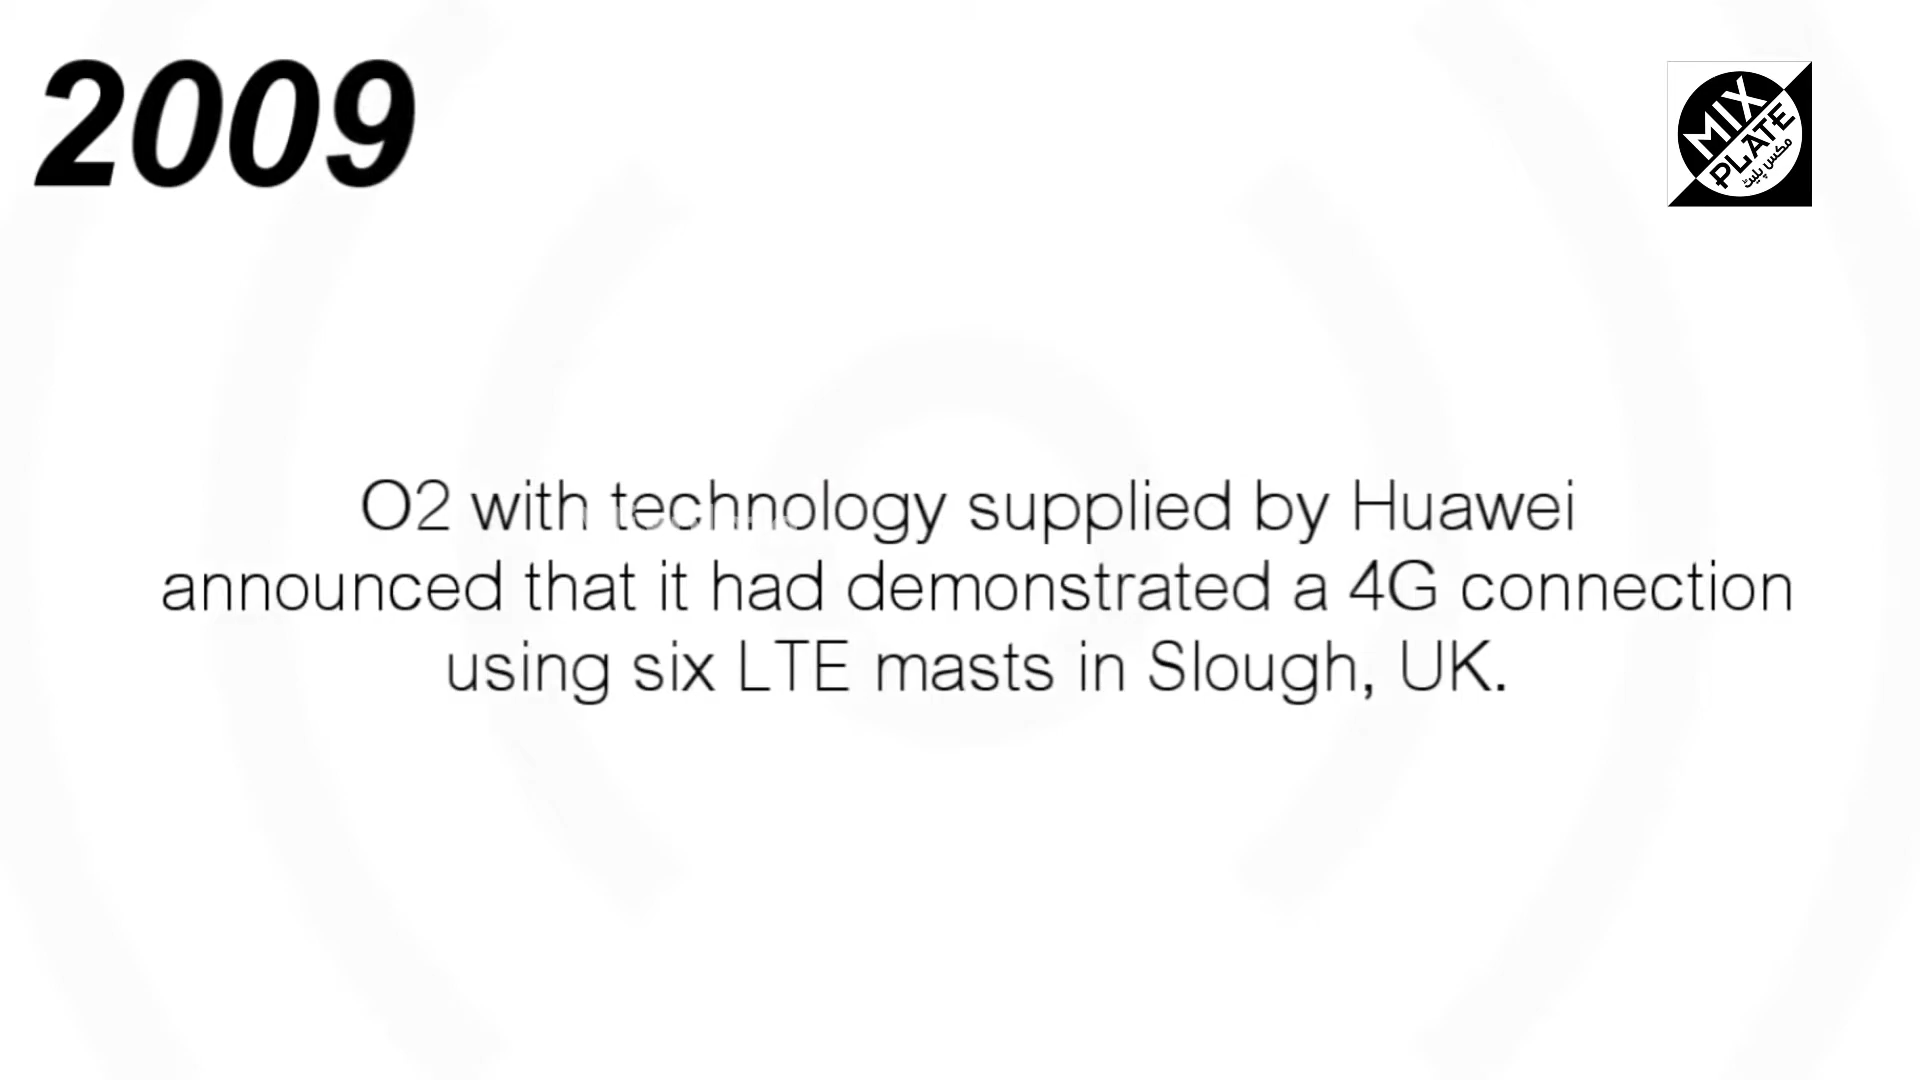 2009
MIX
PLATE
مکس پلیٹ
O2 with technology supplied by Huawei
announced that it had demonstrated a 4G connection
using six LTE masts in Slough, UK.